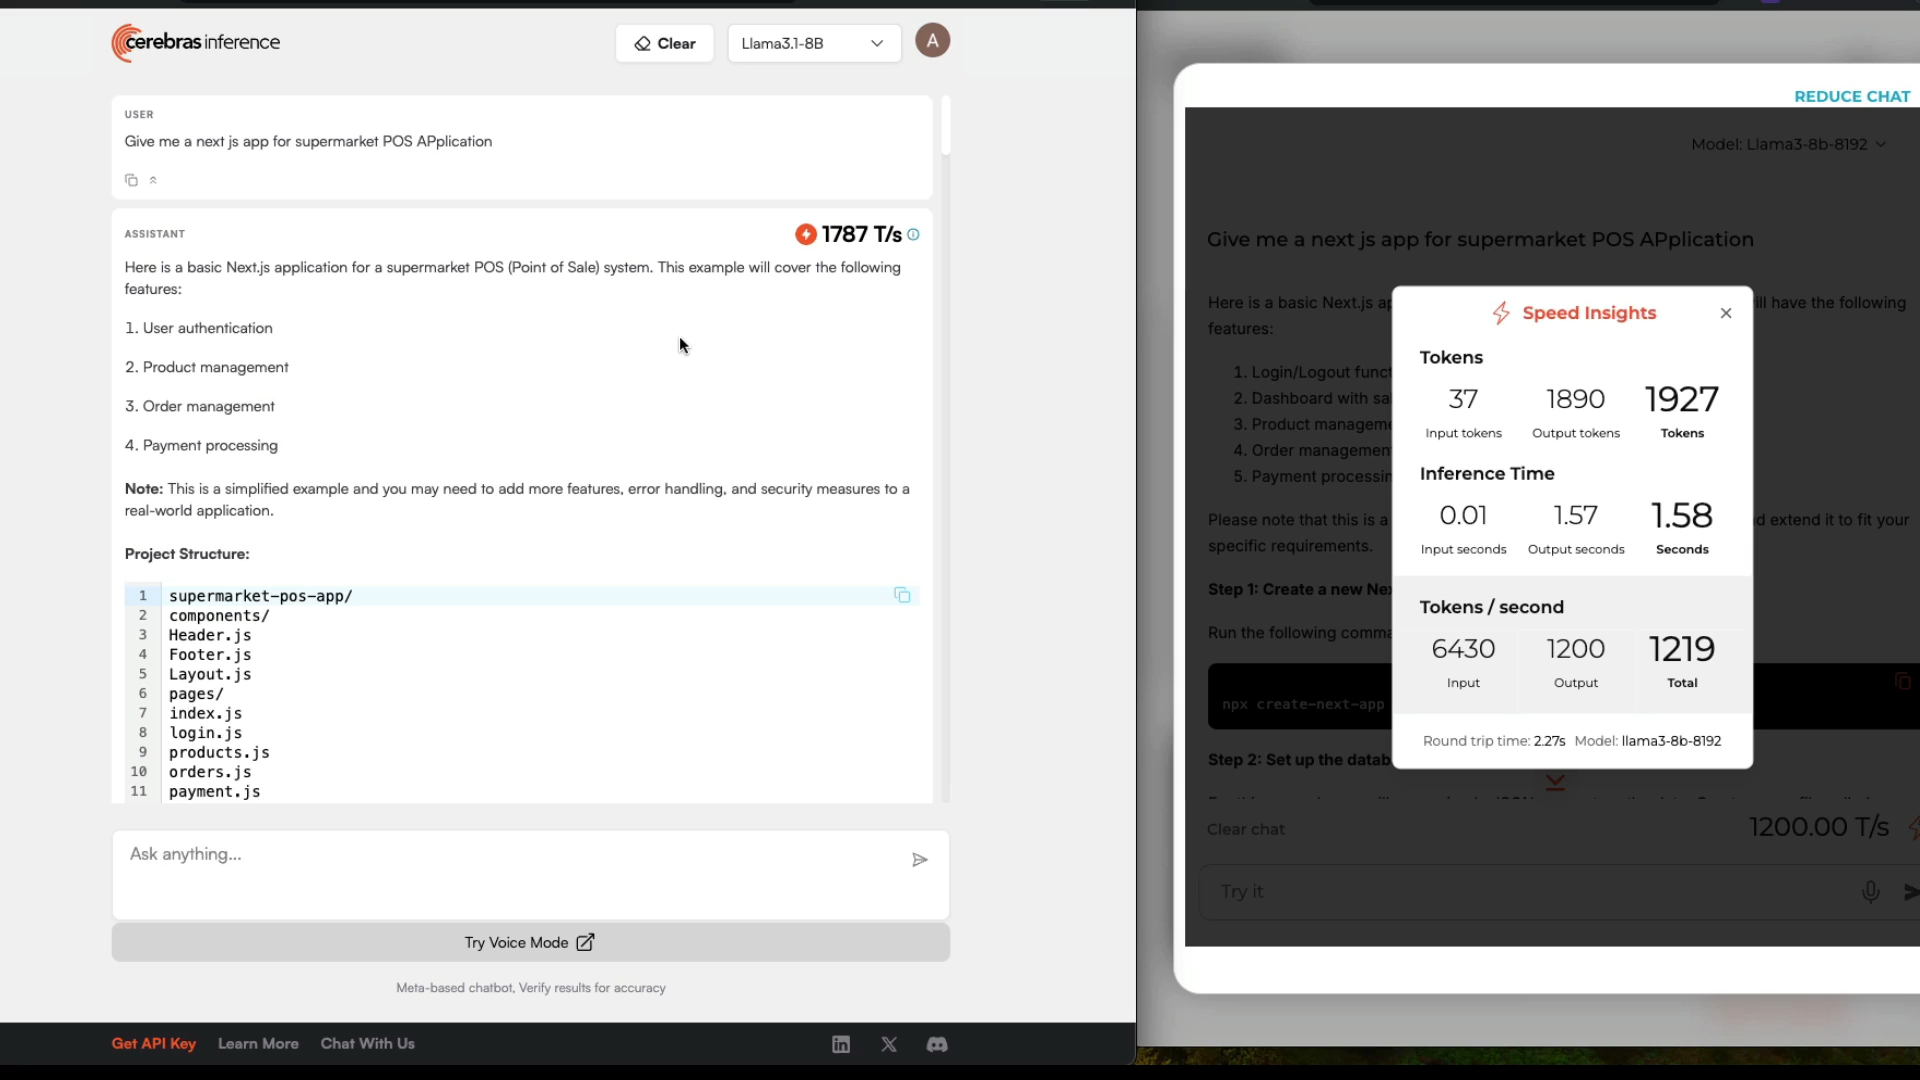 cerebras inference
Clear
Llama3.1-8B
A
USER
Give me a next js app for supermarket POS APplication
ASSISTANT
1787 T/s
Here is a basic Next.js application for a supermarket POS (Point of Sale) system. This example will cover the following
features:
1. User authentication
2. Product management
3. Order management
4. Payment processing
Note: This is a simplified example and you may need to add more features, error handling, and security measures to a
real-world application.
Project Structure:
1 supermarket-pos-app/
2 components/
3 Header.js
4 Footer.js
5 Layout.js
6 pages/
7 index.js
8 login.js
9 products.js
10 orders.js
11 payment.js
Ask anything...
Try Voice Mode
Meta-based chatbot, Verify results for accuracy
Get API Key Learn More Chat With Us
REDUCE CHAT
Model: Llama3-8b-8192
Give me a next js app for supermarket POS APplication
Here is a basic Next.js have the following
features:
1. Login/Logout
2. Dashboard with
3. Product
4. Order
5. Payment
Please note that this is a extend it to fit your
specific requirements.
Step 1: Create a new
Run the following
npx create-next-app
Step 2: Set up the
Clear chat
1200.00 T/s
Try it
Speed Insights
Tokens
37 1890 1927
Input tokens Output tokens Tokens
Inference Time
0.01 1.57 1.58
Input seconds Output seconds Seconds
Tokens / second
6430 1200 1219
Input Output Total
Round trip time: 2.27s Model: llama3-8b-8192